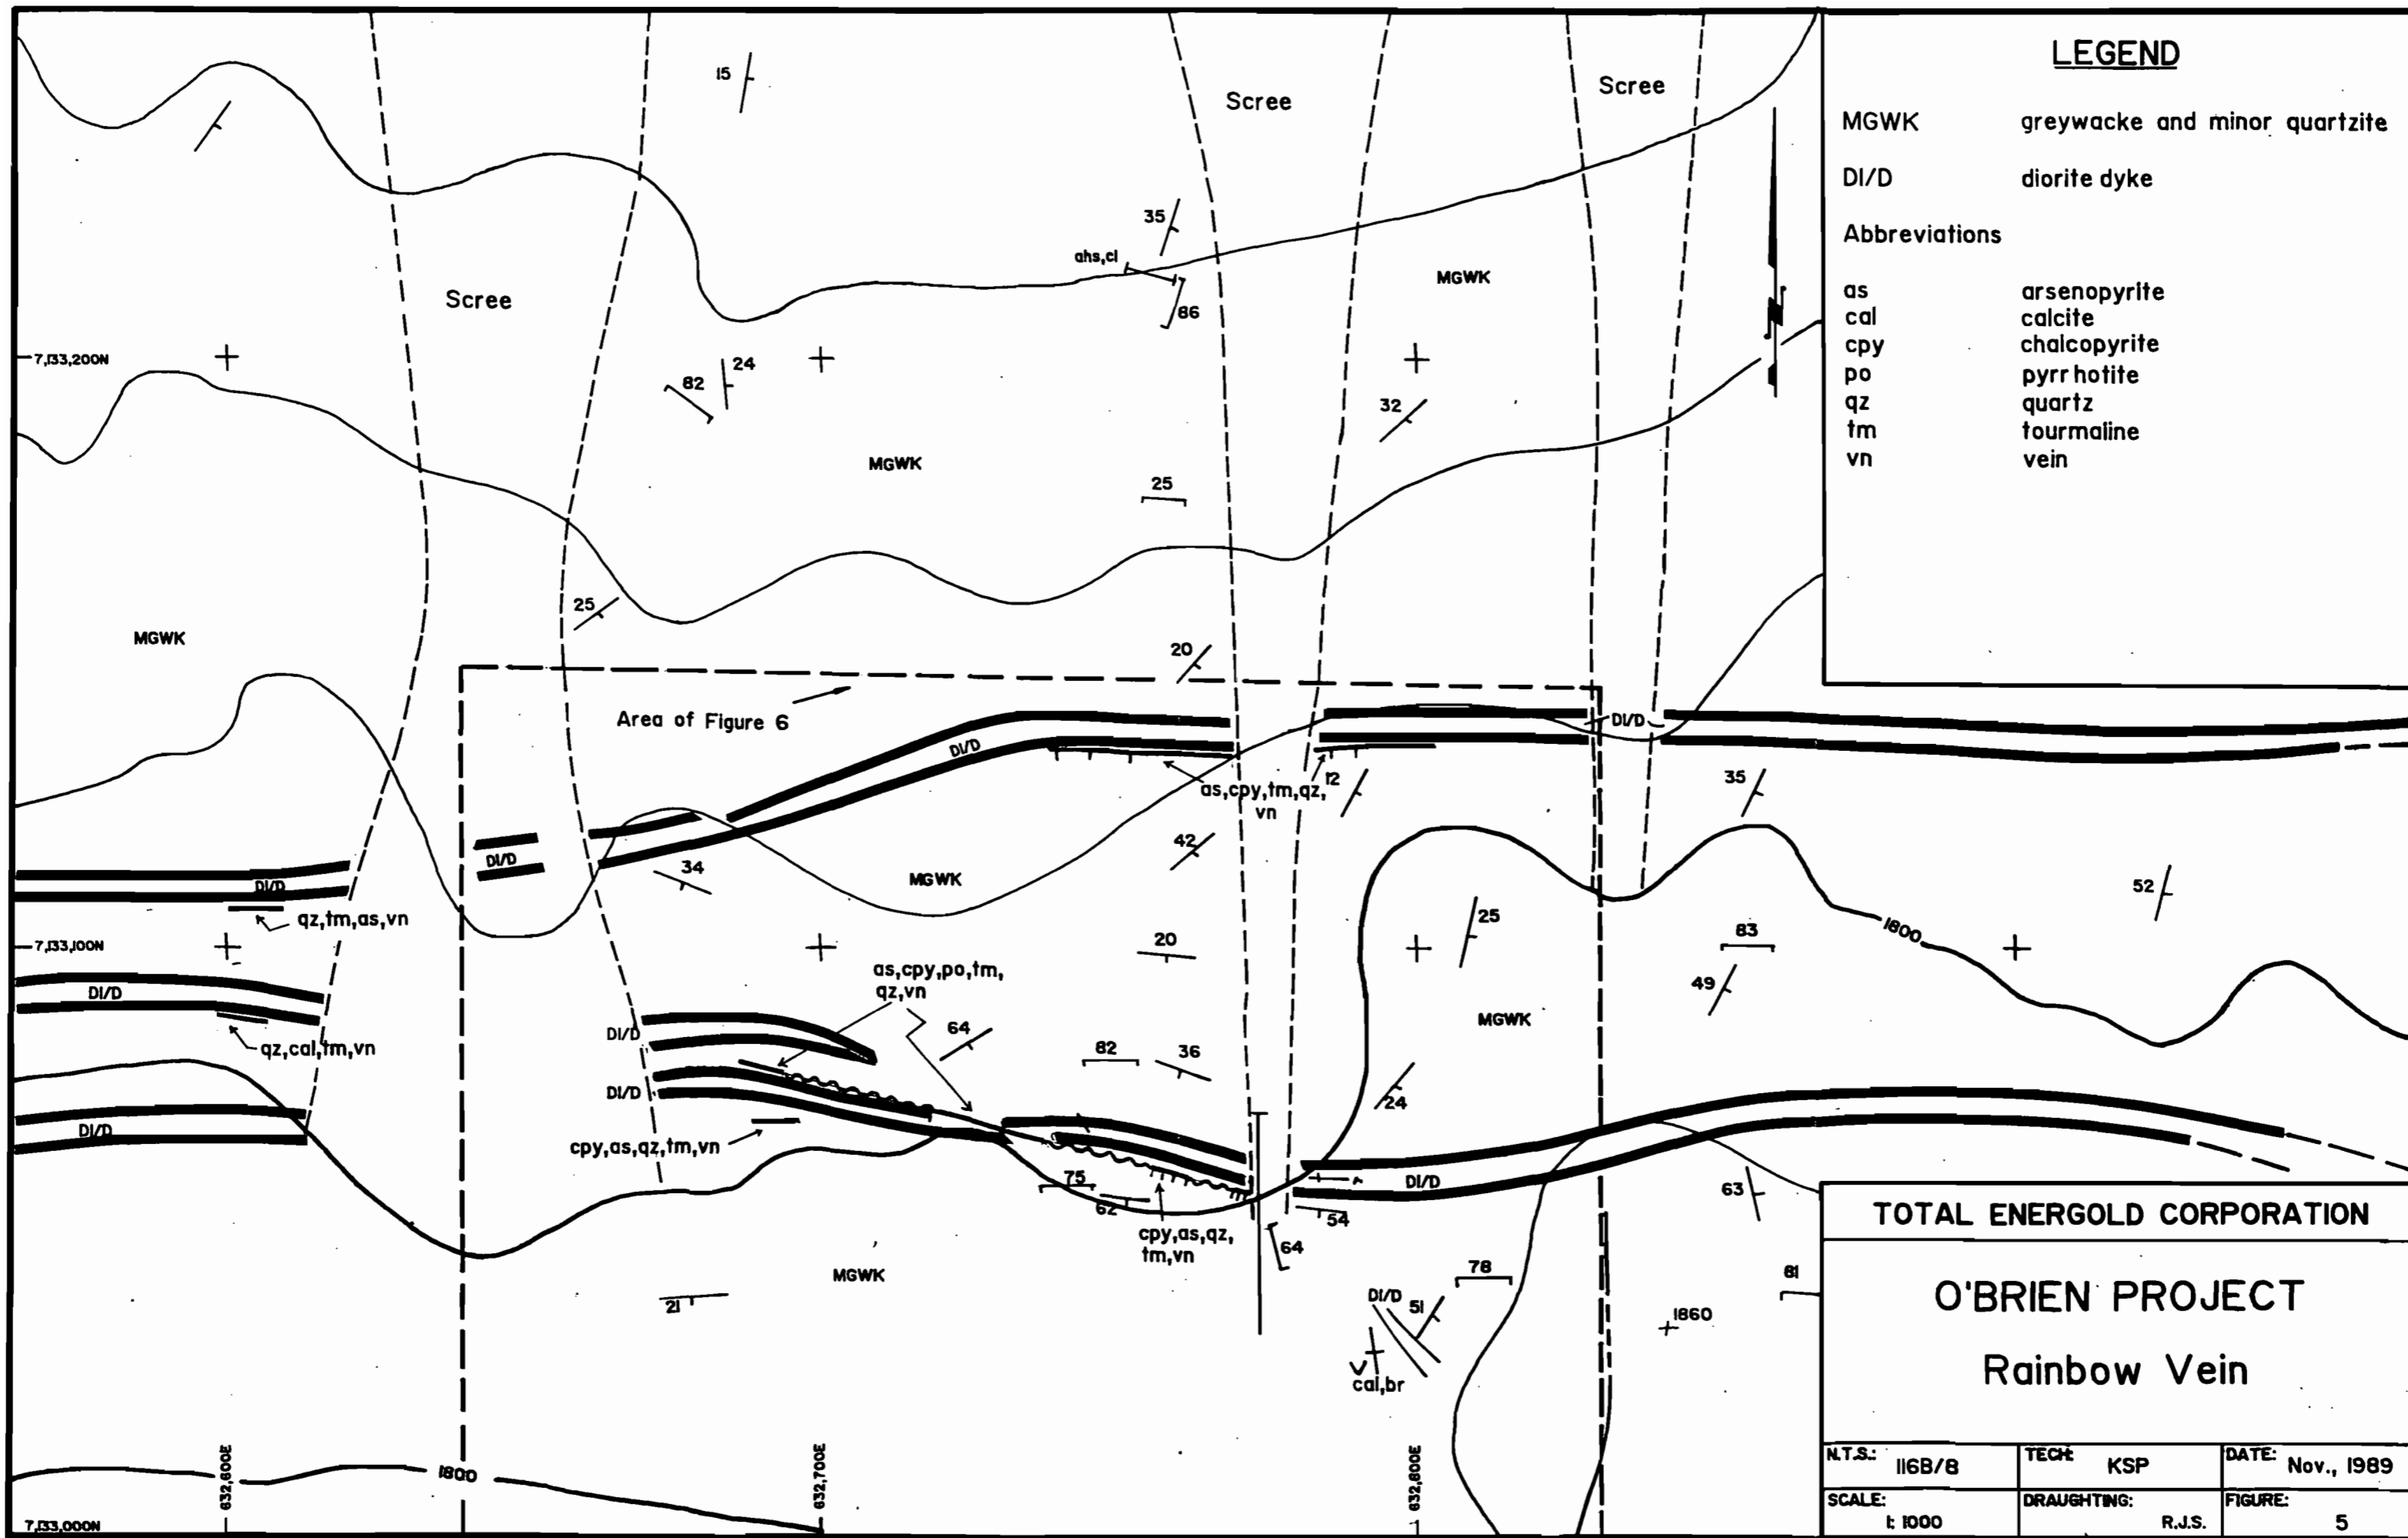 LEGEND
MGWK greywacke and minor quartzite
DI/D diorite dyke
Abbreviations
as arsenopyrite
cal calcite
cpy chalcopyrite
po pyrrhotite
qz quartz
tm tourmaline
vn vein
15
Scree
Scree
35
ahs,cl
MGWK
Scree
86
7,133,200N
24
82
32
MGWK
25
25
MGWK
20
Area of Figure 6
DI/D
DI/D
as,cpy,tm,qz,
vn
12
35
42
DI/D
34
MGWK
DI/D
52
qz,tm,as,vn
25
1800
7,133,100N
20
83
as,cpy,po,tm,
qz,vn
49
DI/D
MGWK
DI/D
64
qz,cal,tm,vn
82
36
DI/D
24
DI/D
cpy,as,qz,tm,vn
75
DI/D
62
63
54
cpy,as,qz,
tm,vn
64
MGWK
78
81
21
DI/D
51
1860
cal,br
1800
632,600E
632,700E
632,800E
7,133,000N
TOTAL ENERGOLD CORPORATION
O'BRIEN PROJECT
Rainbow Vein
N.T.S.: 116B/8
TECH: KSP
DATE: Nov., 1989
SCALE: 1: 1000
DRAUGHTING: R.J.S.
FIGURE: 5